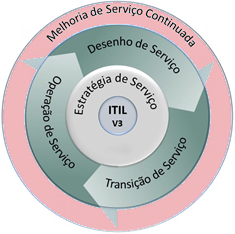 Melhoria de Serviço Continuada
Desenho de Serviço
Estratégia de Serviço
Operação de Serviço
ITIL
V3
Transição de Serviço